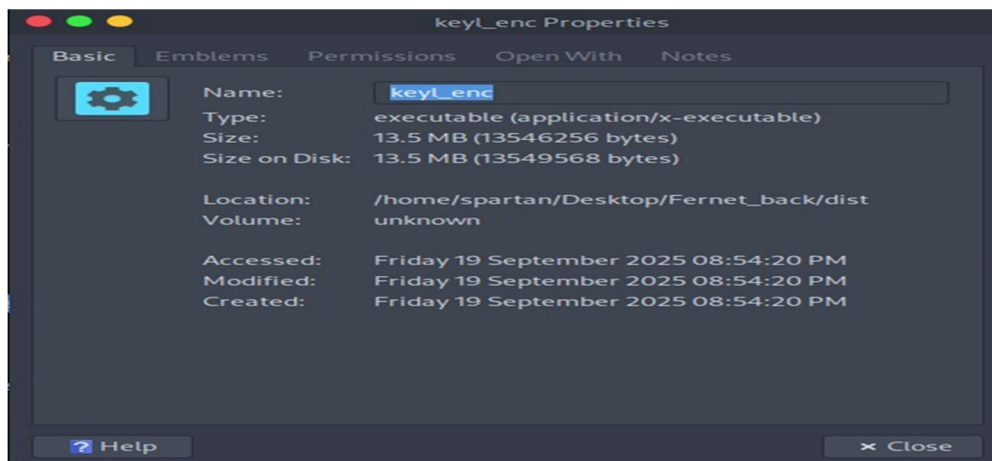 keyl_enc Properties
Basic Emblems Permissions Open With Notes
Name: keyl_enc
Type: executable (application/x-executable)
Size: 13.5 MB (13546256 bytes)
Size on Disk: 13.5 MB (13549568 bytes)
Location: /home/spartan/Desktop/Fernet_back/dist
Volume: unknown
Accessed: Friday 19 September 2025 08:54:20 PM
Modified: Friday 19 September 2025 08:54:20 PM
Created: Friday 19 September 2025 08:54:20 PM
? Help × Close